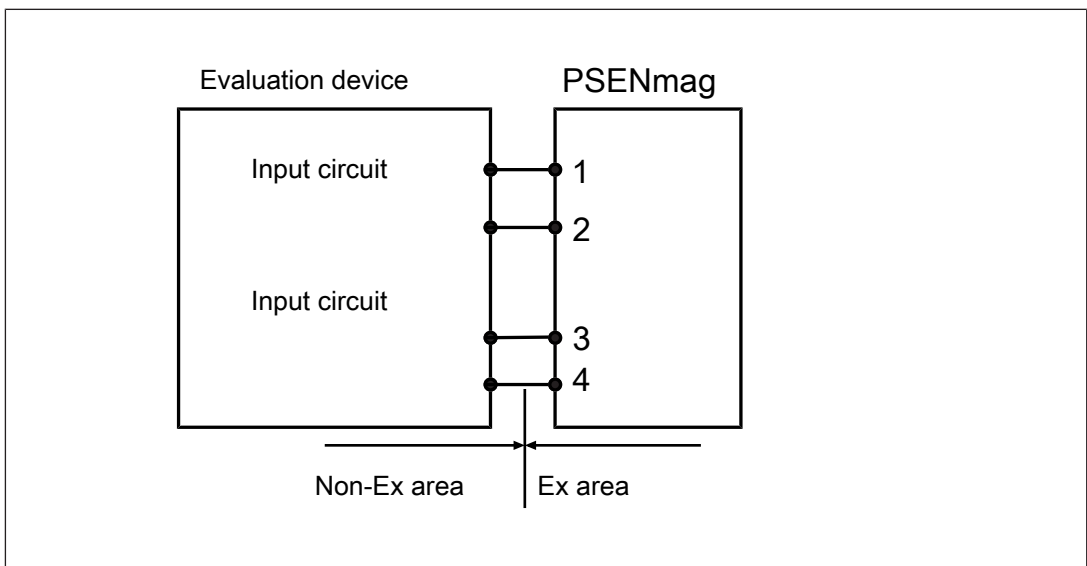 Evaluation device
PSENmag
Input circuit
1
2
Input circuit
3
4
Non-Ex area
Ex area